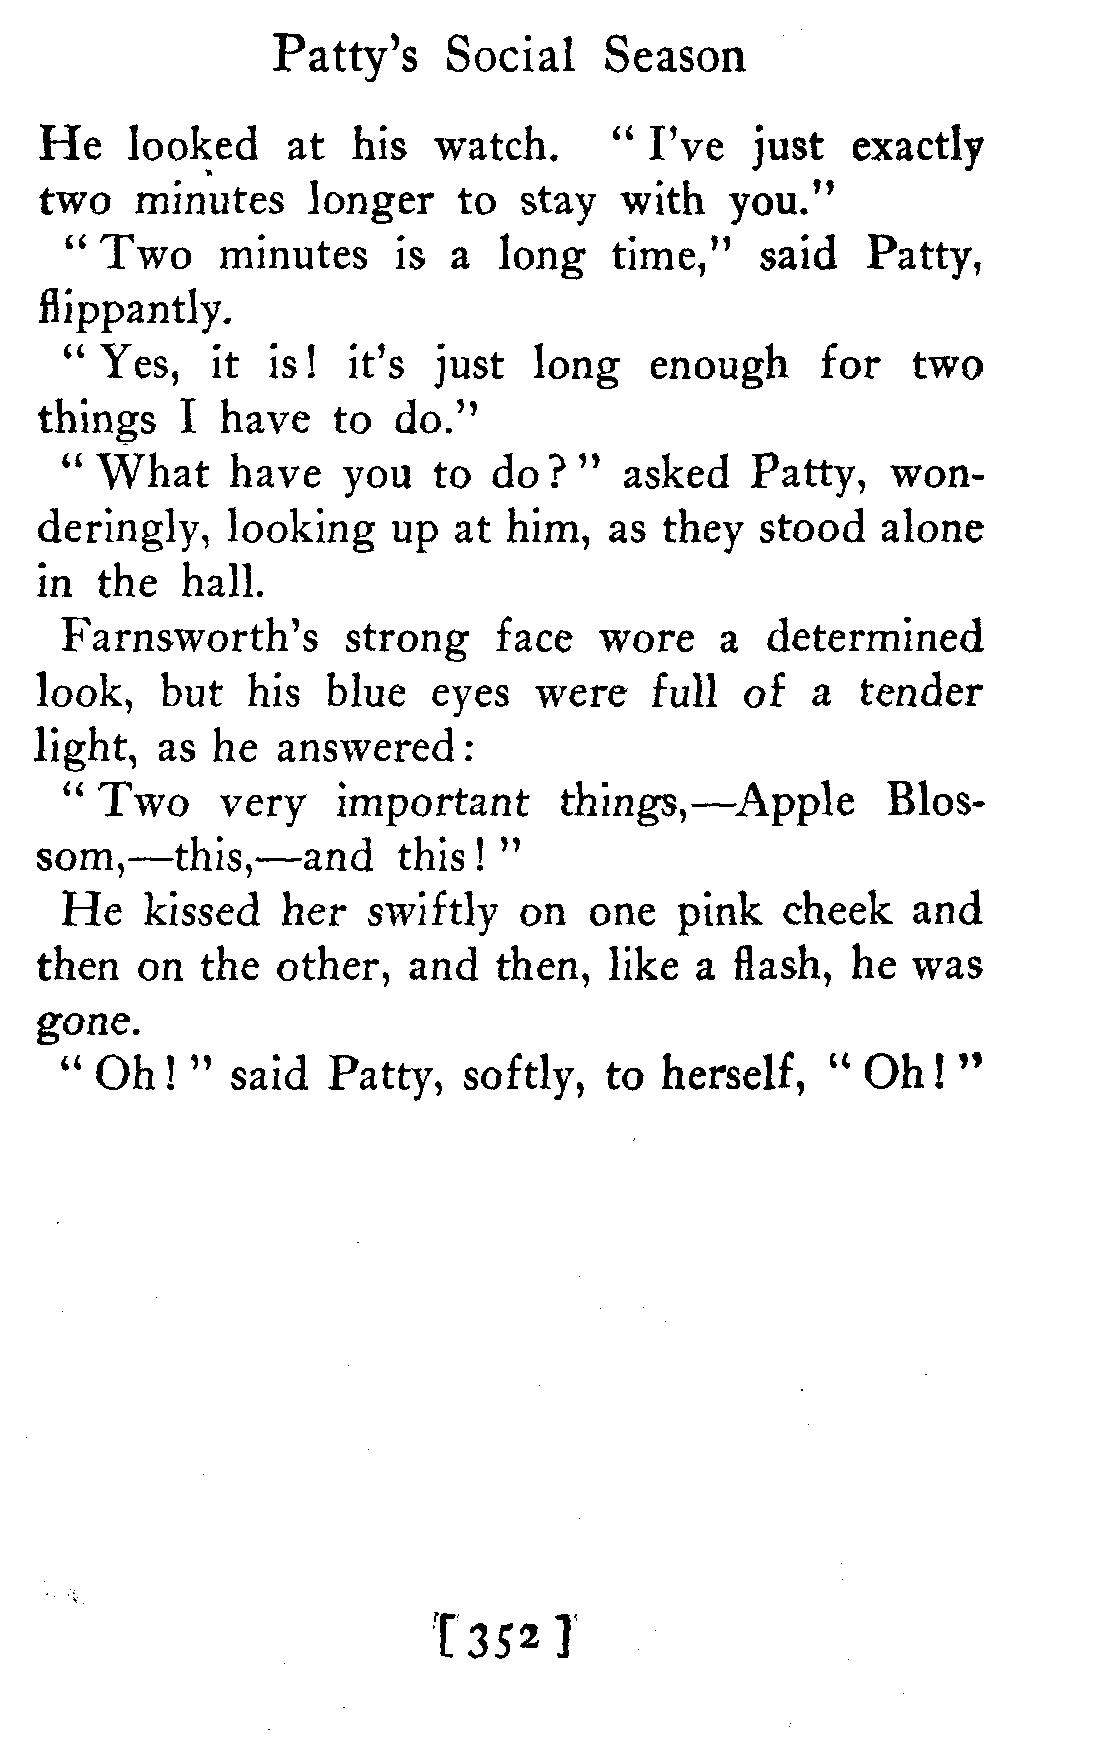 Patty's Social Season
He looked at his watch. "I've just exactly
two minutes longer to stay with you."
"Two minutes is a long time," said Patty,
flippantly.
"Yes, it is! it's just long enough for two
things I have to do."
"What have you to do?" asked Patty, won-
deringly, looking up at him, as they stood alone
in the hall.
Farnsworth's strong face wore a determined
look, but his blue eyes were full of a tender
light, as he answered:
"Two very important things,—Apple Blos-
som,—this,—and this!"
He kissed her swiftly on one pink cheek and
then on the other, and then, like a flash, he was
gone.
"Oh!" said Patty, softly, to herself, "Oh!"
[352]